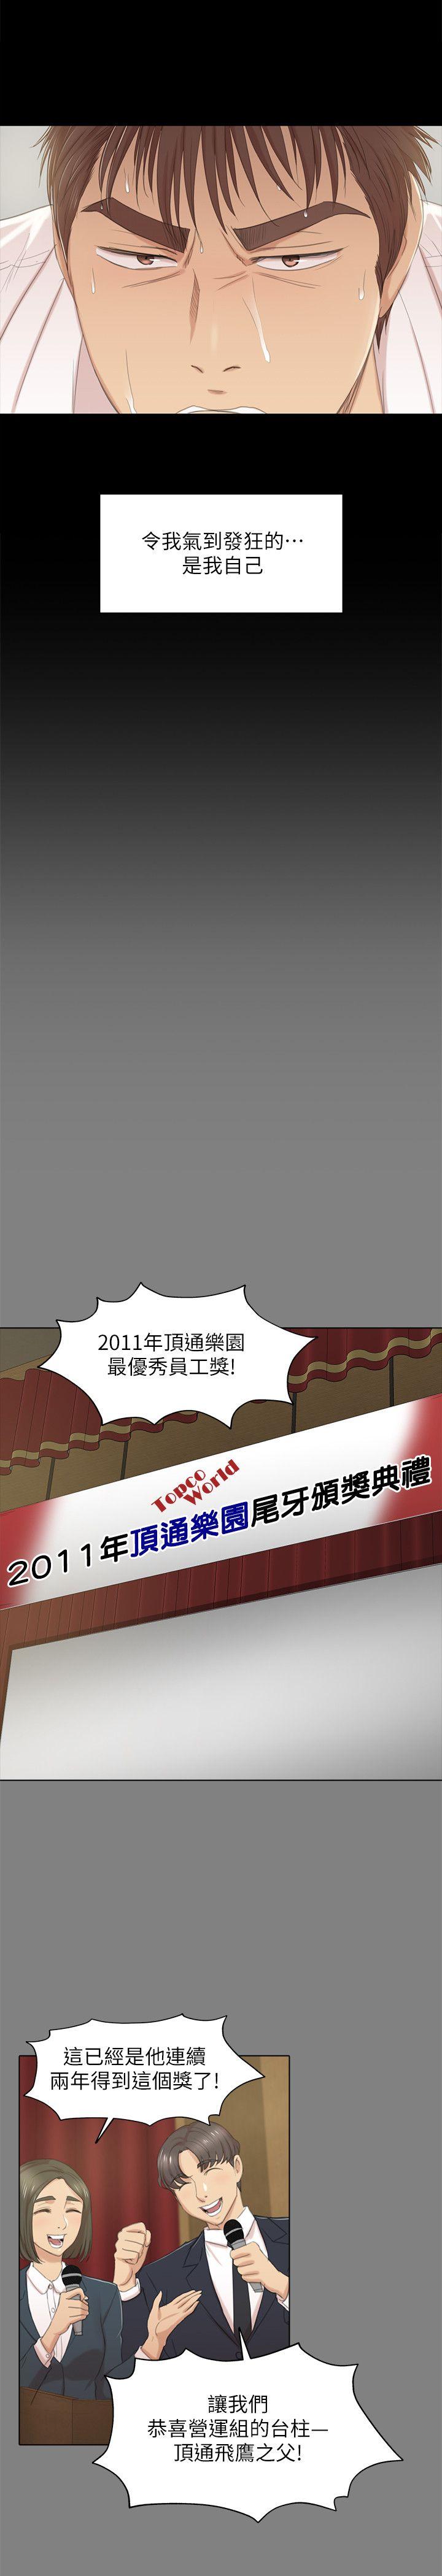 令我氣到發狂的⋯
是我自己
2011年頂通樂園
最優秀員工獎!
Topco
World
2011年頂通樂園尾牙頒獎典禮
這已經是他連續
兩年得到這個獎了!
讓我們
恭喜營運組的台柱—
頂通飛鷹之父!